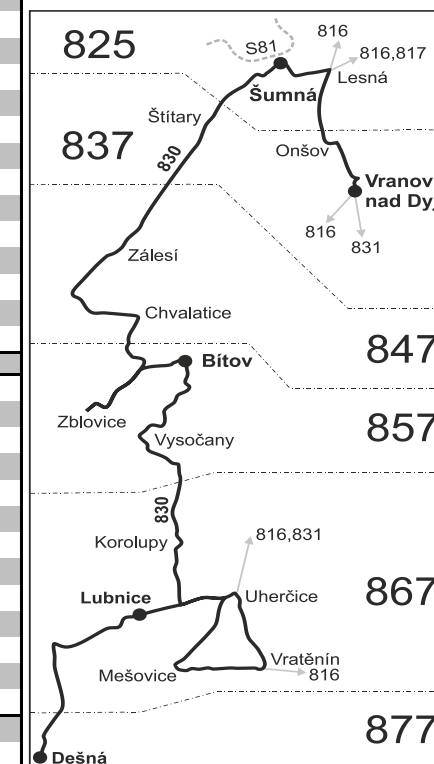 825
816
S81
816,817
Lesná
Šumná
Štítary
837
830
Onšov
Vranov
nad Dyj
816
831
Zálesí
Chvalatice
847
Bítov
Zblovice
857
Vysočany
830
Korolupy
816,831
867
Lubnice
Uherčice
Vratěnín
Mešovice
816
877
Dešná